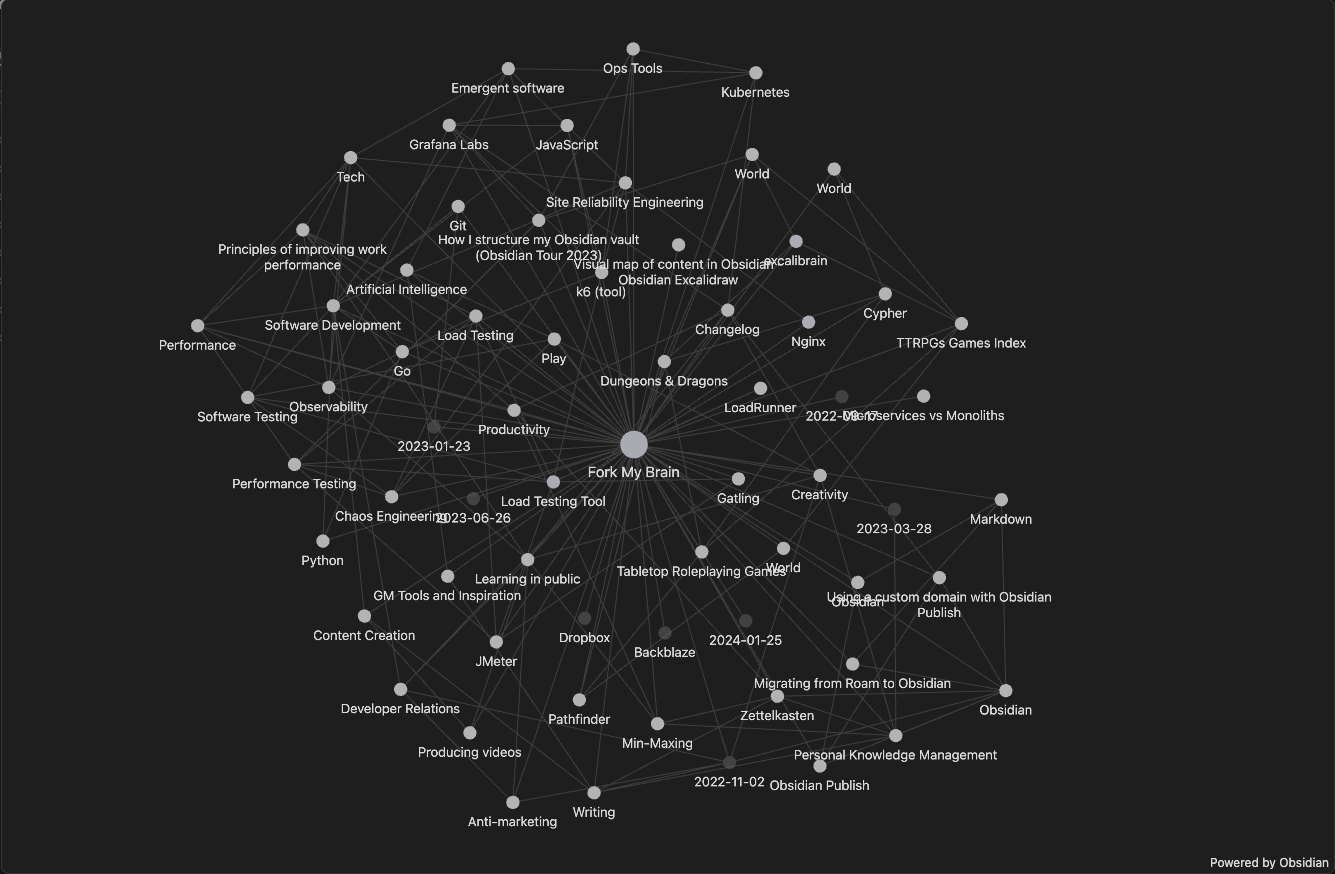 Ops Tools
Emergent software
Kubernetes
Grafana Labs
JavaScript
Tech
World
World
Site Reliability Engineering
Git
How I structure my Obsidian vault
(Obsidian Tour 2023)
Principles of improving work
performance
Visual map of content in Obsidian
Obsidian Excalidraw
excalibrain
Artificial Intelligence
k6 (tool)
Cypher
Software Development
Load Testing
Changelog
Nginx
TTRPGs Games Index
Performance
Play
Go
Dungeons & Dragons
Software Testing
Observability
LoadRunner
2022-09-17
Microservices vs Monoliths
Productivity
2023-01-23
Fork My Brain
Performance Testing
Load Testing Tool
Gatling
Creativity
Chaos Engineering
2023-06-26
Markdown
2023-03-28
Python
Learning in public
Tabletop Roleplaying Games
World
GM Tools and Inspiration
Obsidian
Using a custom domain with Obsidian
Publish
Content Creation
Dropbox
2024-01-25
Backblaze
JMeter
Migrating from Roam to Obsidian
Developer Relations
Pathfinder
Zettelkasten
Obsidian
Min-Maxing
Producing videos
Personal Knowledge Management
2022-11-02
Obsidian Publish
Writing
Anti-marketing
Powered by Obsidian